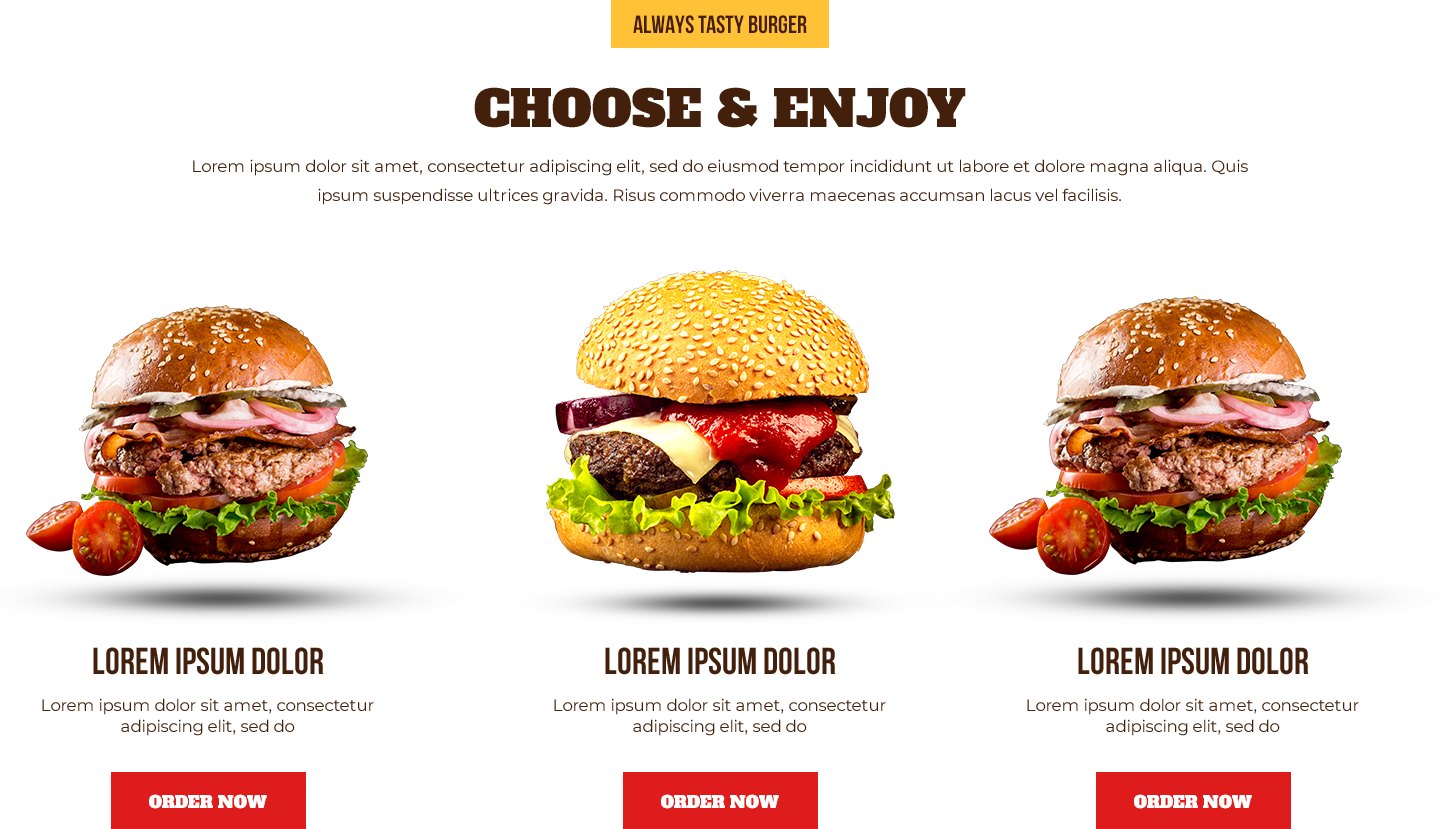 ALWAYS TASTY BURGER
CHOOSE & ENJOY
Lorem ipsum dolor sit amet, consectetur adipiscing elit, sed do eiusmod tempor incididunt ut labore et dolore magna aliqua. Quis
ipsum suspendisse ultrices gravida. Risus commodo viverra maecenas accumsan lacus vel facilisis.
LOREM IPSUM DOLOR
Lorem ipsum dolor sit amet, consectetur
adipiscing elit, sed do
ORDER NOW
LOREM IPSUM DOLOR
Lorem ipsum dolor sit amet, consectetur
adipiscing elit, sed do
ORDER NOW
LOREM IPSUM DOLOR
Lorem ipsum dolor sit amet, consectetur
adipiscing elit, sed do
ORDER NOW